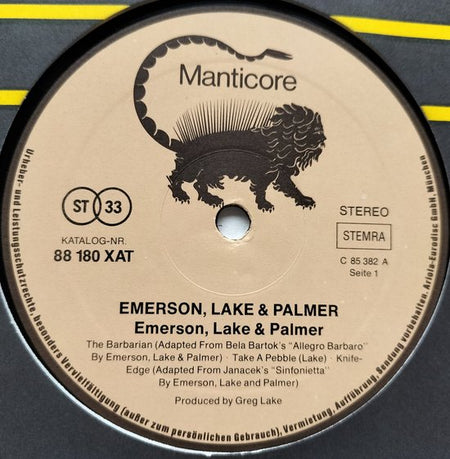 Manticore
ST 33
STEREO
STEMRA
KATALOG-NR.
88 180 XAT
C 85 382 A
Seite 1
EMERSON, LAKE & PALMER
Emerson, Lake & Palmer
The Barbarian (Adapted From Bela Bartok's "Allegro Barbaro"
By Emerson, Lake & Palmer) · Take A Pebble (Lake) · Knife-
Edge (Adapted From Janacek's "Sinfonietta"
By Emerson, Lake and Palmer)
Produced by Greg Lake
Urheber- und Leistungsschutzrechte, besonders Vervielfältigung (außer zum persönlichen Gebrauch), Vermietung, Aufführung, Sendung vorbehalten. Ariola-Eurodisc GmbH, München